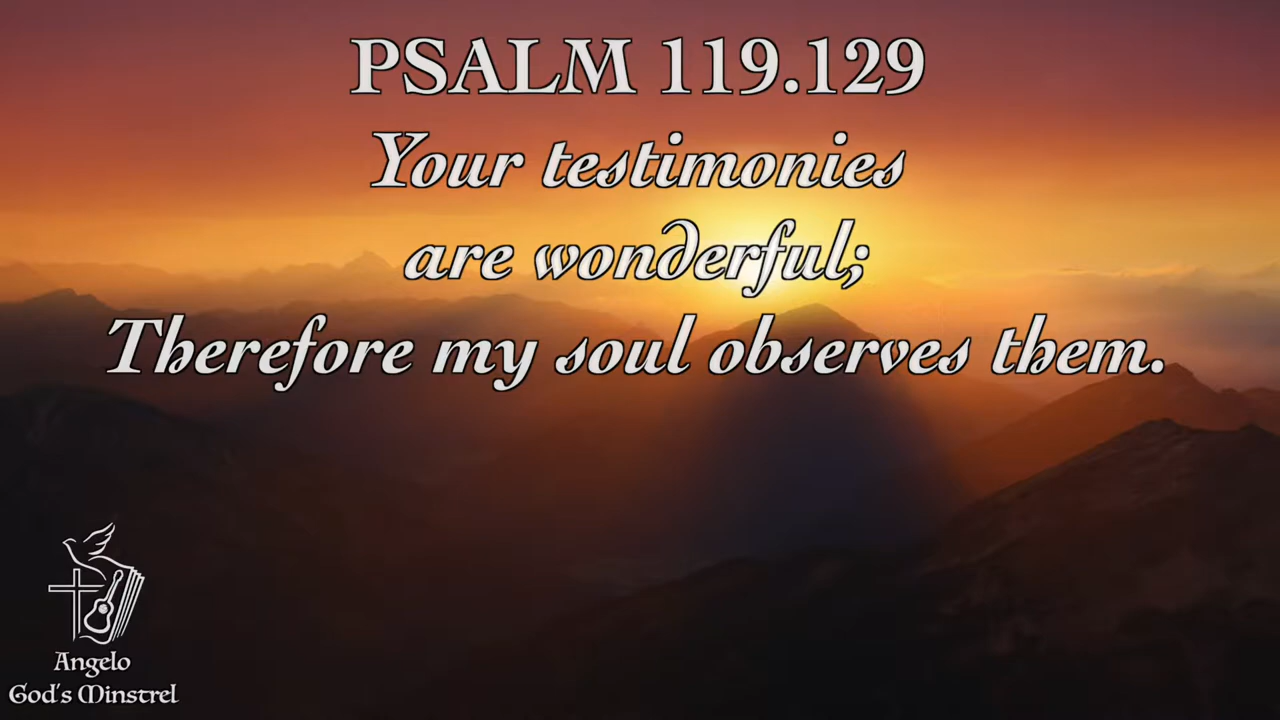 PSALM 119.129
Your testimonies
are wonderful;
Therefore my soul observes them.
Angelo
God's Minstrel